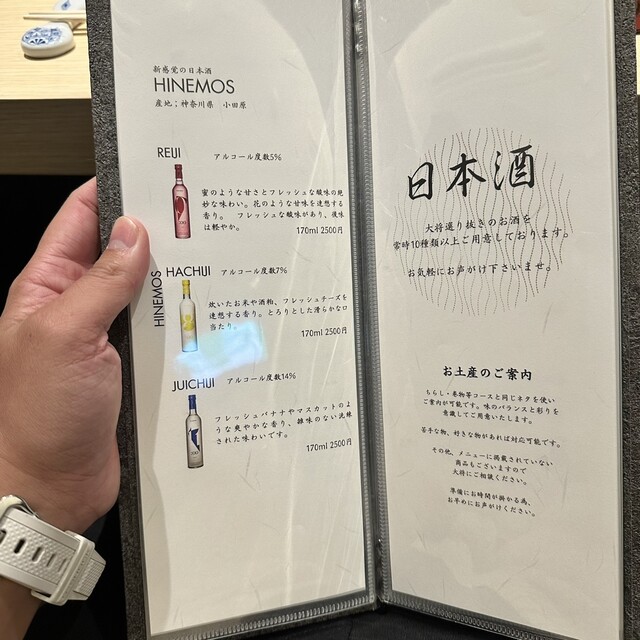 新感覚の日本酒
HINEMOS
産地；神奈川県 小田原
REIJI アルコール度数5%
蜜のような甘さとフレッシュな酸味の絶
妙な味わい。花のような甘味を連想する
香り。 フレッシュな酸味があり、後味
は軽やか。
170ml 2500円
HINEMOS
HACHIJI アルコール度数7%
炊いたお米や酒粕、フレッシュチーズを
連想する香り。とろりとした滑らかな口
当たり。
170ml 2500円
JUICHIJI アルコール度数14%
フレッシュバナナやマスカットのよ
うな爽やかな香り、雑味のない洗練
された味わいです。
170ml 2500円
日本酒
大将選り抜きのお酒を
常時10種類以上ご用意しております。
お気軽にお声がけ下さいませ。
お土産のご案内
ちらし・巻物等コースと同じネタを使い
ご案内が可能です。味のバランスと彩りを
意識してご用意いたします。
苦手な物、好きな物があれば対応可能です。
その他、メニューに掲載されていない
商品もございますので
大将にご相談ください。
準備にお時間が掛かる為、
お早めにお声がけください。